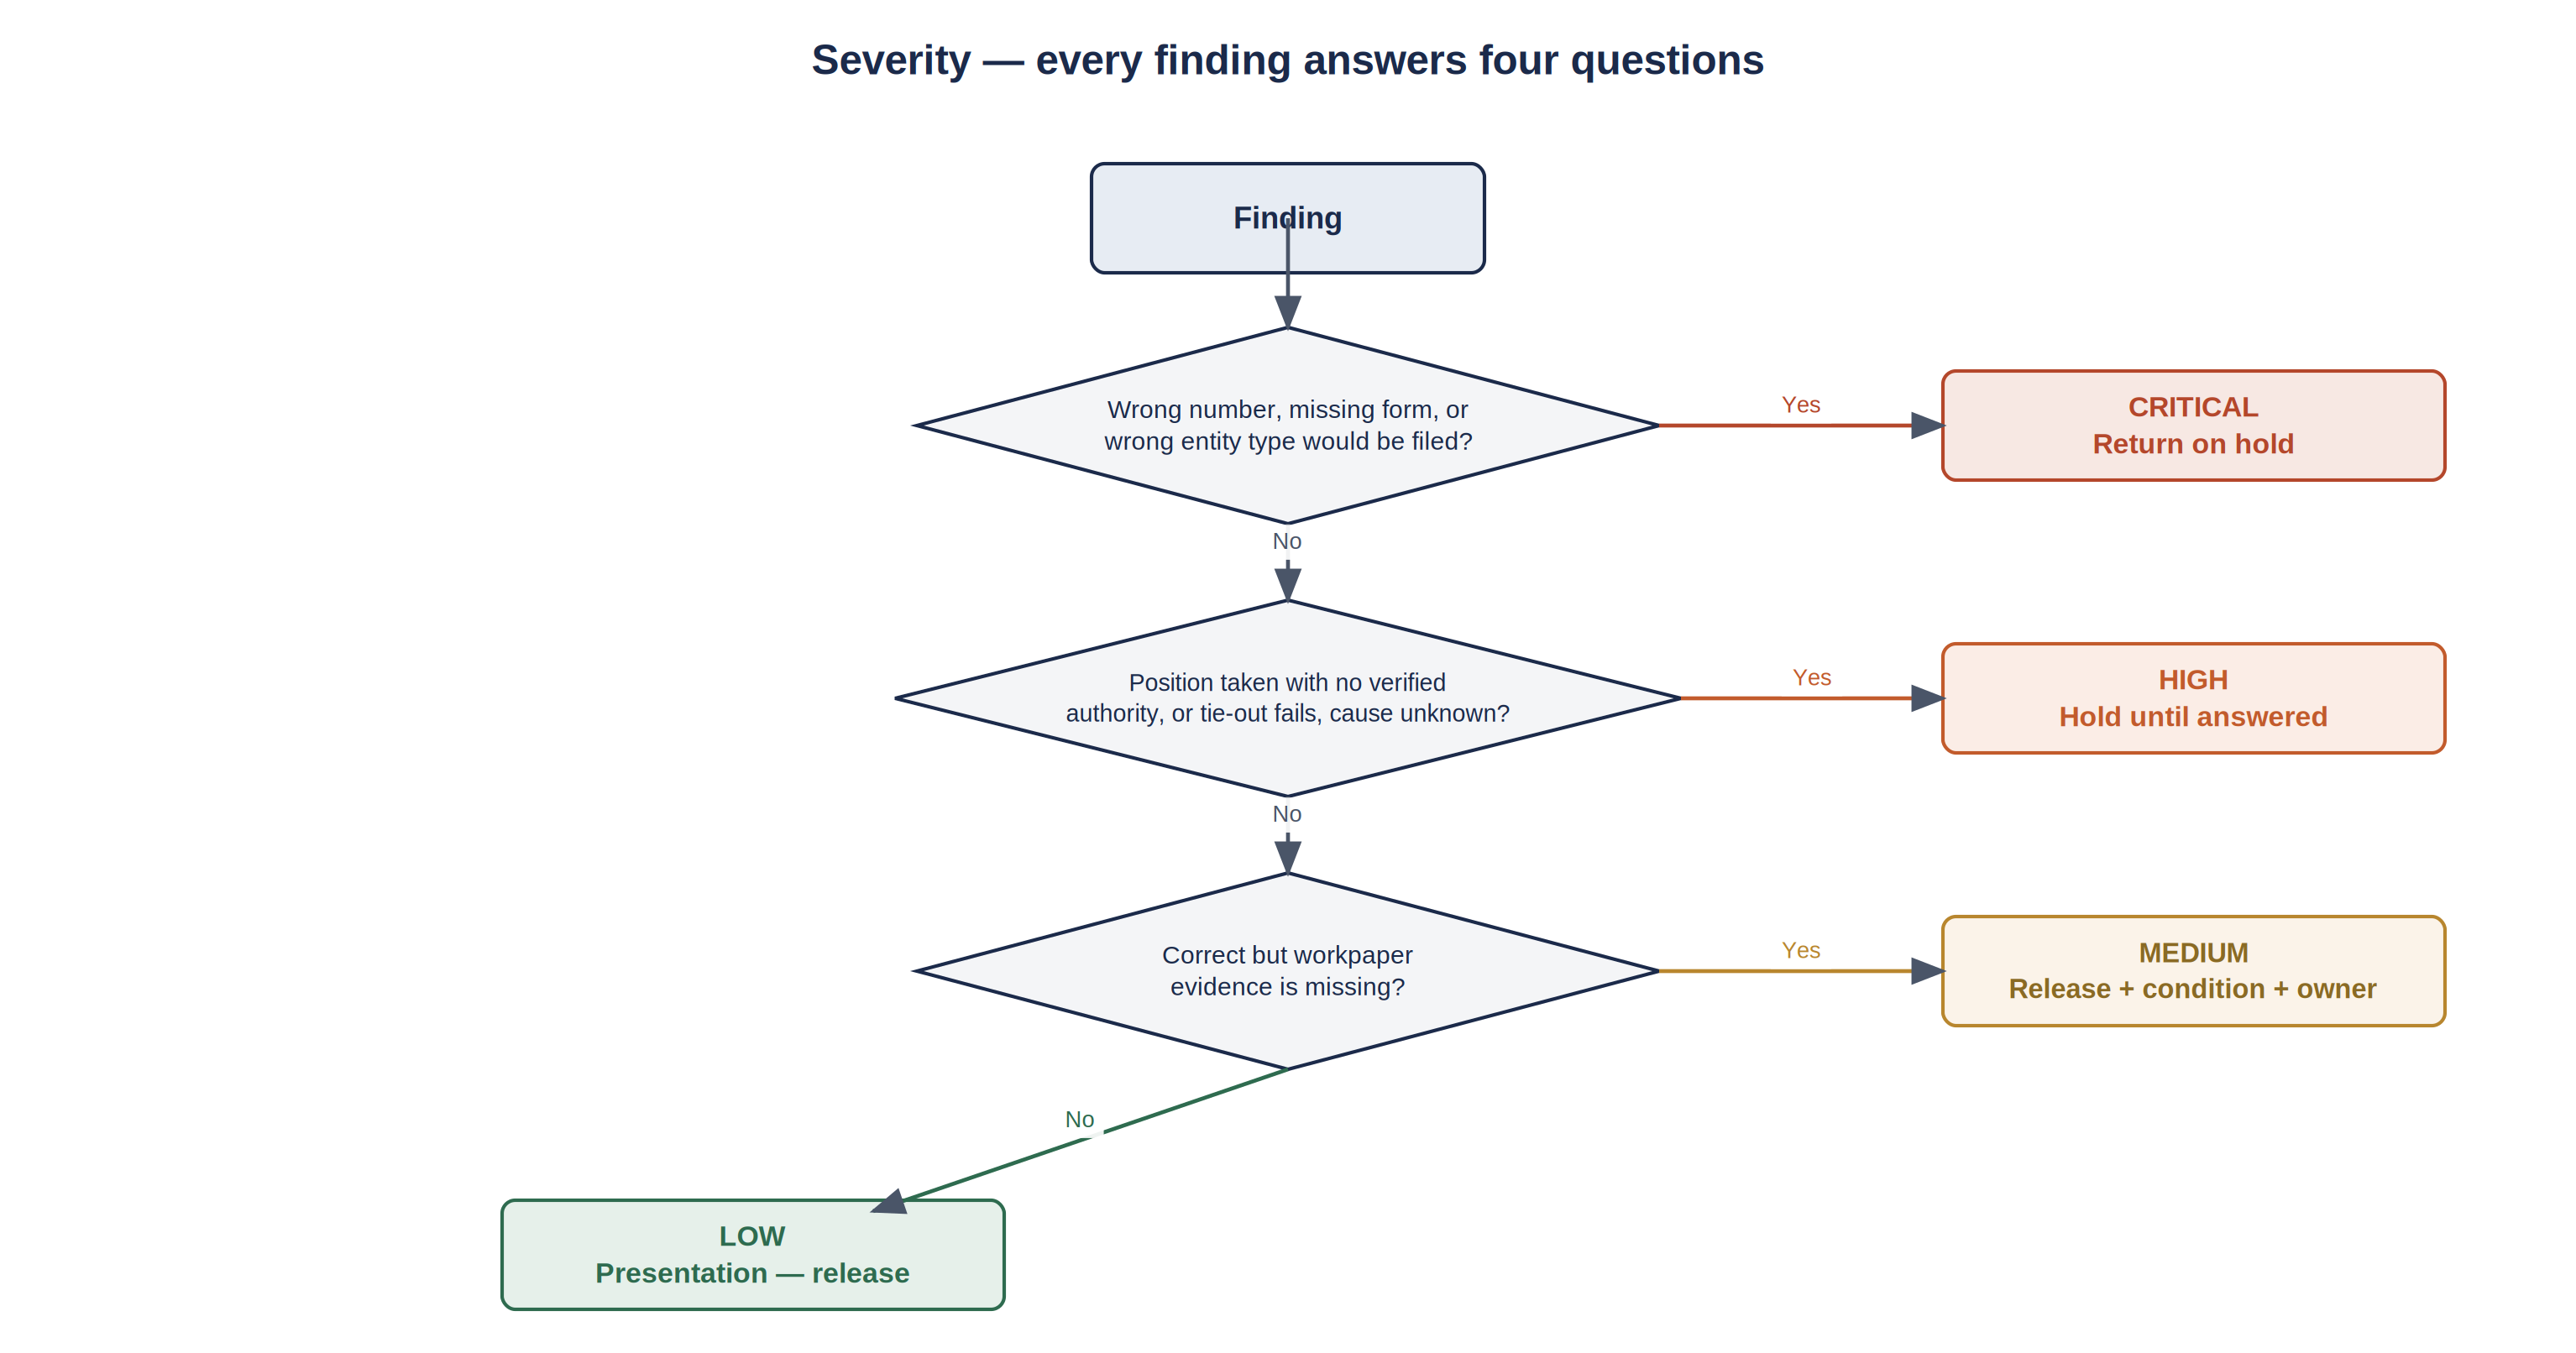 Severity — every finding answers four questions
Finding
Wrong number, missing form, or
wrong entity type would be filed?
Yes
CRITICAL
Return on hold
No
Position taken with no verified
authority, or tie-out fails, cause unknown?
Yes
HIGH
Hold until answered
No
Correct but workpaper
evidence is missing?
Yes
MEDIUM
Release + condition + owner
No
LOW
Presentation — release